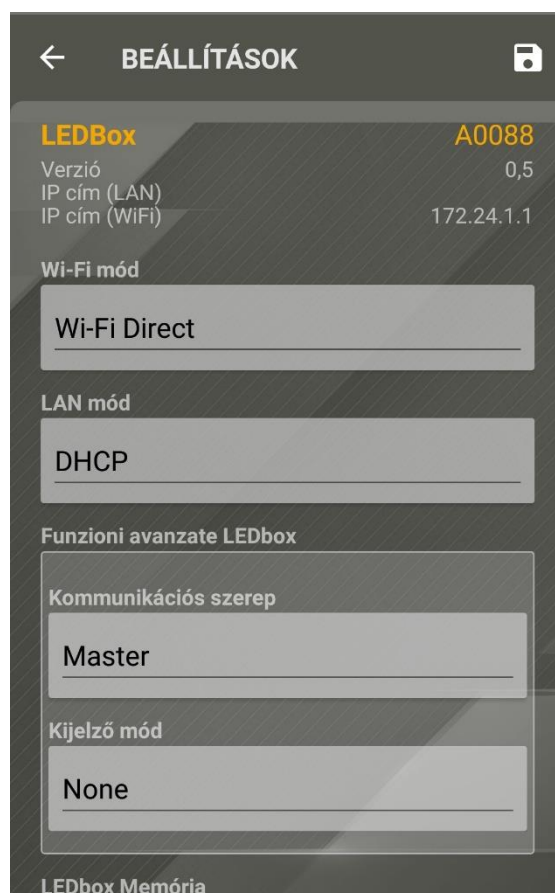 BEÁLLÍTÁSOK
LEDBox A0088
Verzió 0,5
IP cím (LAN)
IP cím (WiFi) 172.24.1.1
Wi-Fi mód
Wi-Fi Direct
LAN mód
DHCP
Funzioni avanzate LEDbox
Kommunikációs szerep
Master
Kijelző mód
None
LEDbox Memória